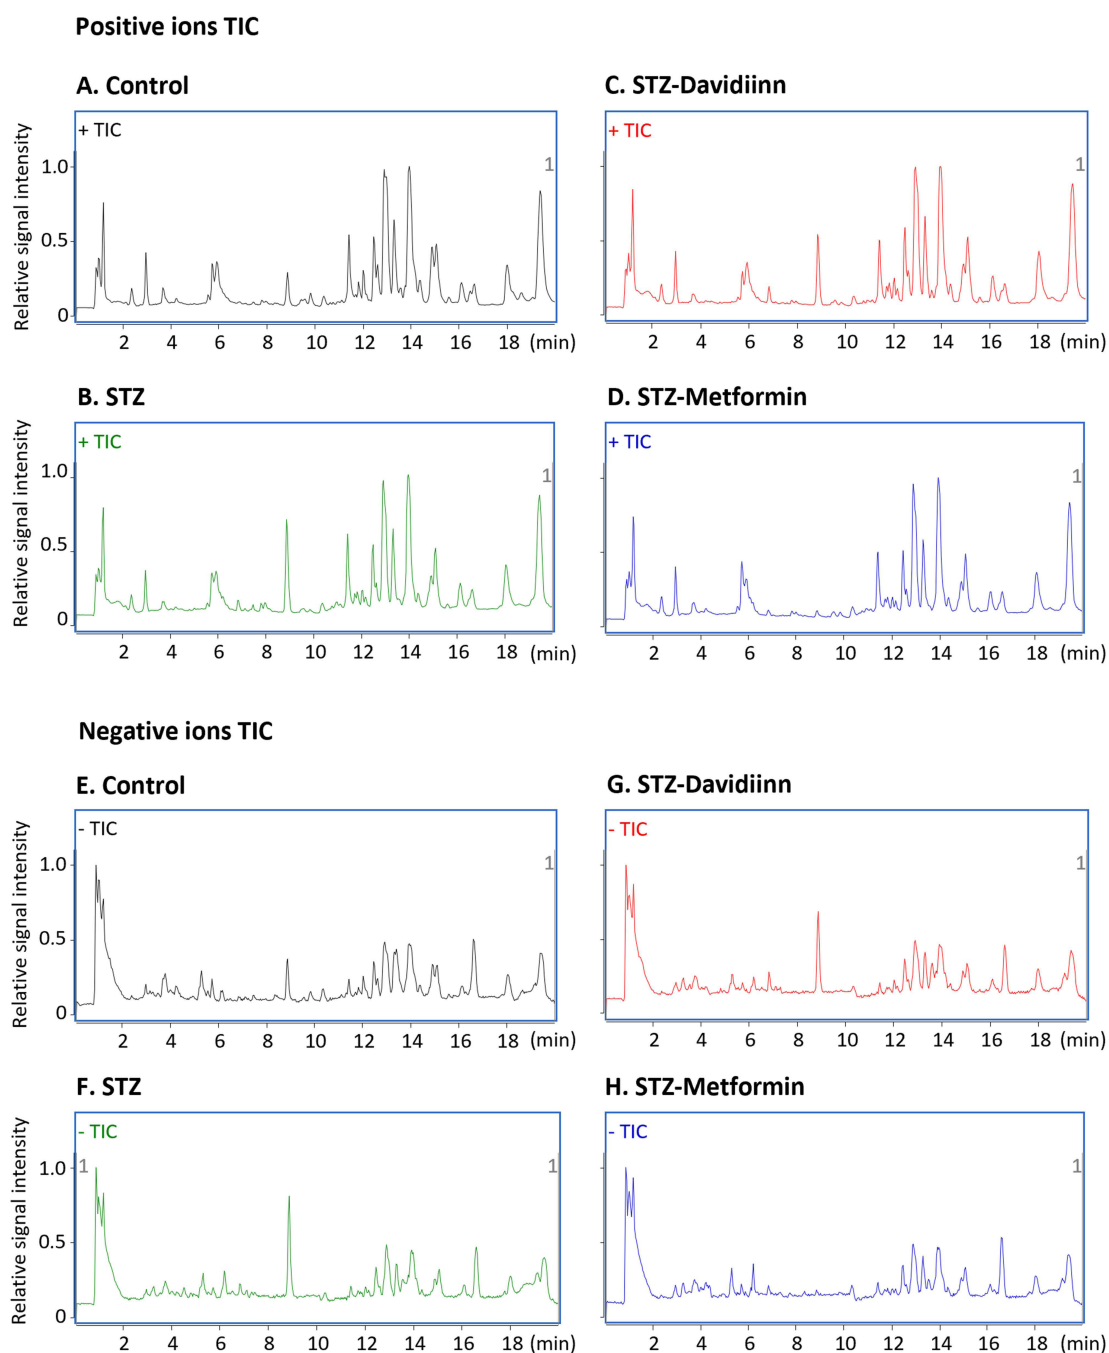 Positive ions TIC
A. Control
Relative signal intensity
+ TIC
1
1.0
0.5
0
2 4 6 8 10 12 14 16 18 (min)
C. STZ-Davidiinn
+ TIC
1
2 4 6 8 10 12 14 16 18 (min)
B. STZ
Relative signal intensity
+ TIC
1
1.0
0.5
0
2 4 6 8 10 12 14 16 18 (min)
D. STZ-Metformin
+ TIC
1
2 4 6 8 10 12 14 16 18 (min)
Negative ions TIC
E. Control
Relative signal intensity
- TIC
1
1.0
0.5
0
2 4 6 8 10 12 14 16 18 (min)
G. STZ-Davidiinn
- TIC
1
2 4 6 8 10 12 14 16 18 (min)
F. STZ
Relative signal intensity
- TIC
1 1
1.0
0.5
0
2 4 6 8 10 12 14 16 18 (min)
H. STZ-Metformin
- TIC
1
2 4 6 8 10 12 14 16 18 (min)